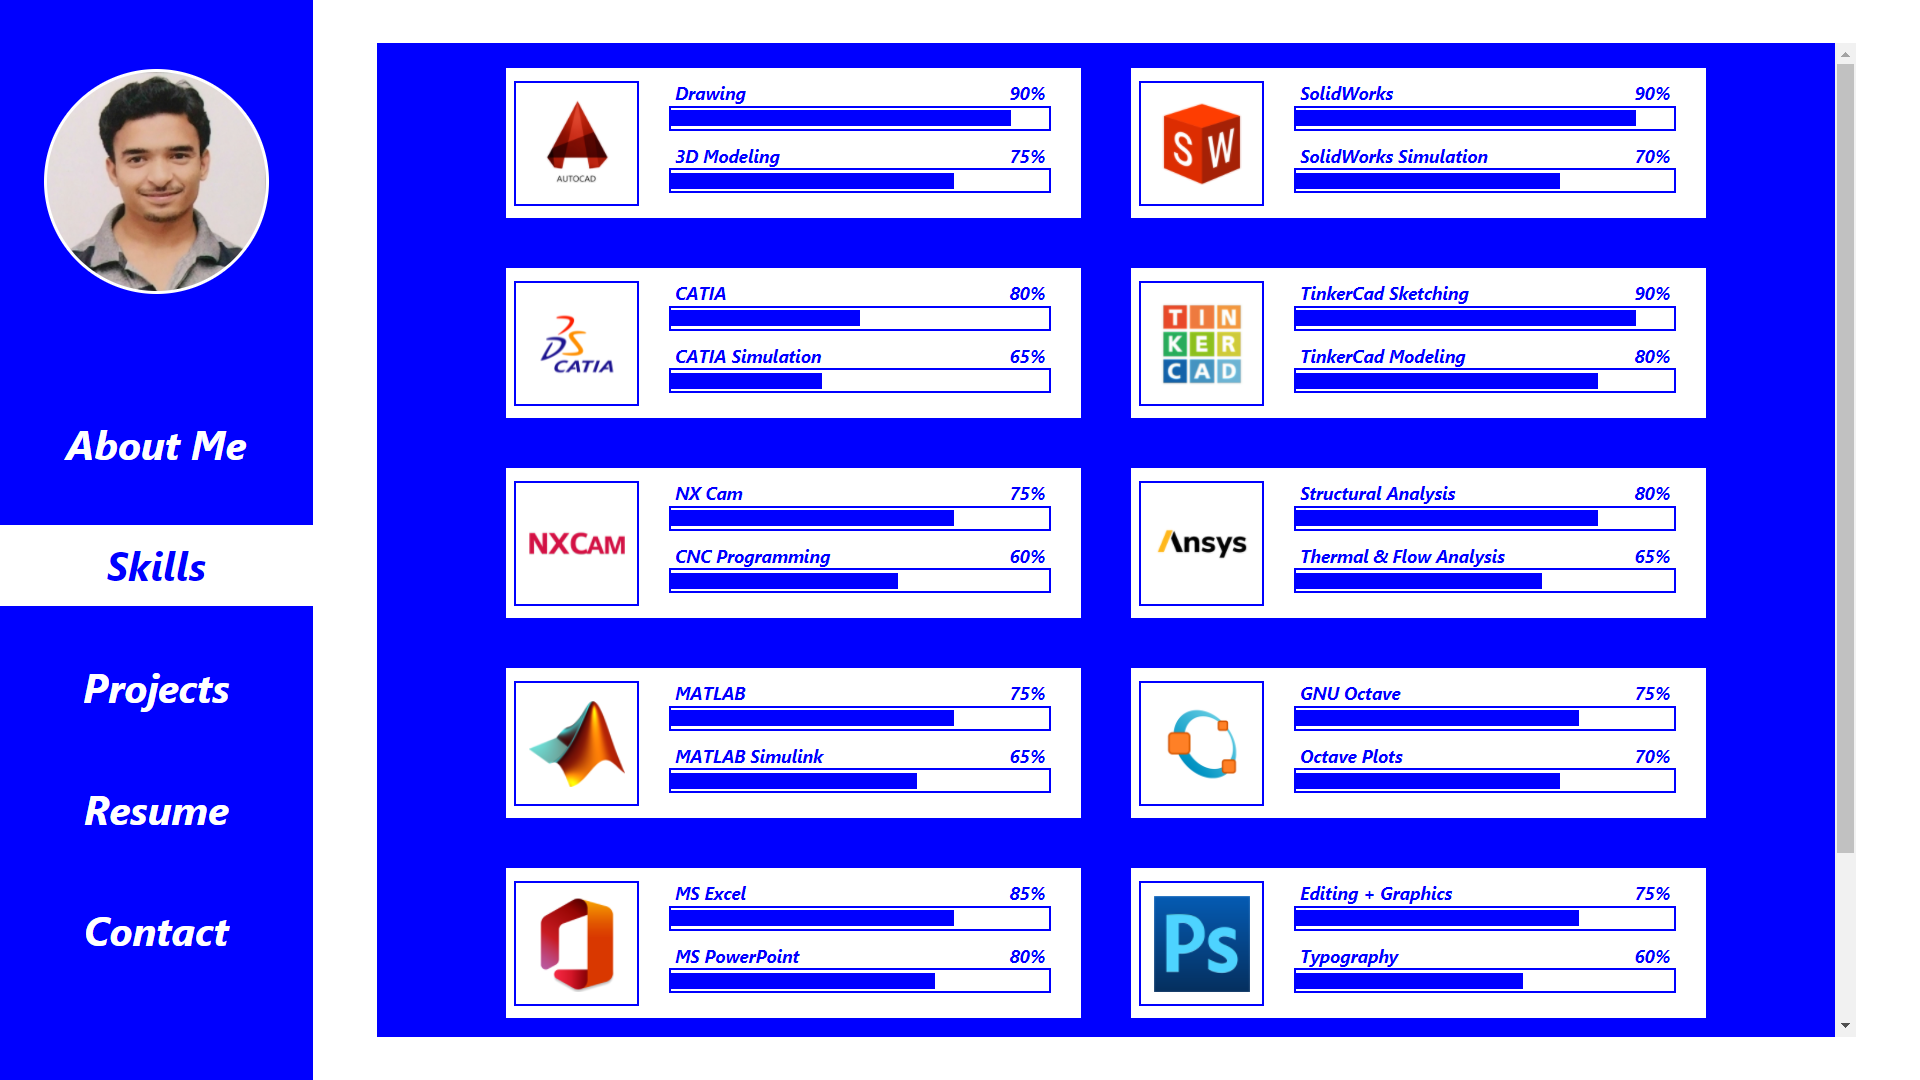 About Me
Skills
Projects
Resume
Contact
AUTOCAD
Drawing 90%
3D Modeling 75%
SW
SolidWorks 90%
SolidWorks Simulation 70%
DS
CATIA
CATIA 80%
CATIA Simulation 65%
TIN
KER
CAD
TinkerCad Sketching 90%
TinkerCad Modeling 80%
NXCAM
NX Cam 75%
CNC Programming 60%
Ansys
Structural Analysis 80%
Thermal & Flow Analysis 65%
MATLAB 75%
MATLAB Simulink 65%
GNU Octave 75%
Octave Plots 70%
MS Excel 85%
MS PowerPoint 80%
Ps
Editing + Graphics 75%
Typography 60%